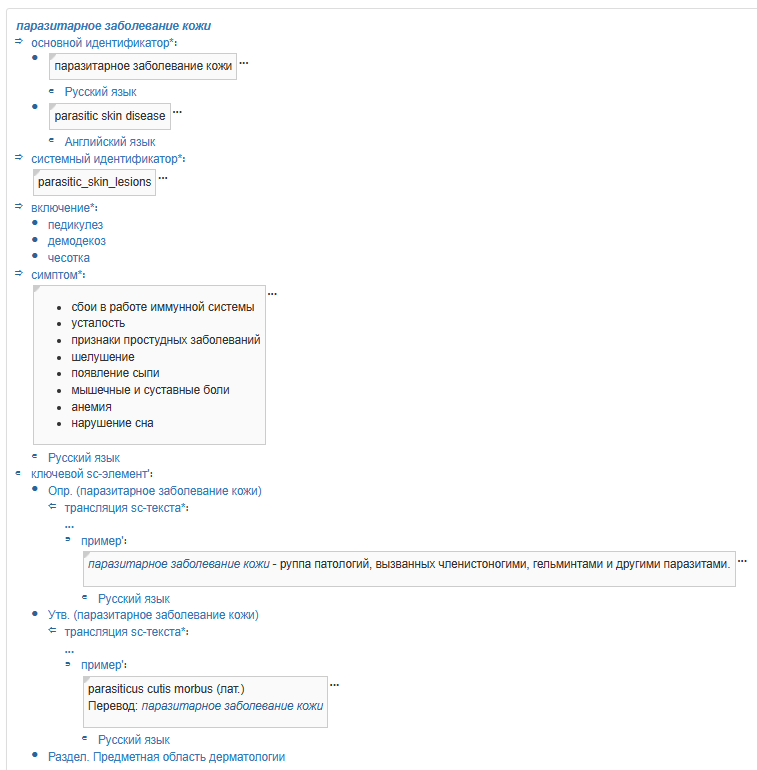 паразитарное заболевание кожи
⇒ основной идентификатор*:
• паразитарное заболевание кожи ...
∈ Русский язык
• parasitic skin disease ...
∈ Английский язык
⇒ системный идентификатор*:
parasitic_skin_lesions ...
⇒ включение*:
• педикулез
• демодекоз
• чесотка
⇒ симптом*:
...
• сбои в работе иммунной системы
• усталость
• признаки простудных заболеваний
• шелушение
• появление сыпи
• мышечные и суставные боли
• анемия
• нарушение сна
∈ Русский язык
∈ ключевой sc-элемент':
• Опр. (паразитарное заболевание кожи)
⇐ трансляция sc-текста*:
...
∋ пример':
паразитарное заболевание кожи - руппа патологий, вызванных членистоногими, гельминтами и другими паразитами. ...
∈ Русский язык
• Утв. (паразитарное заболевание кожи)
⇐ трансляция sc-текста*:
...
∋ пример':
parasiticus cutis morbus (лат.) ...
Перевод: паразитарное заболевание кожи
∈ Русский язык
• Раздел. Предметная область дерматологии